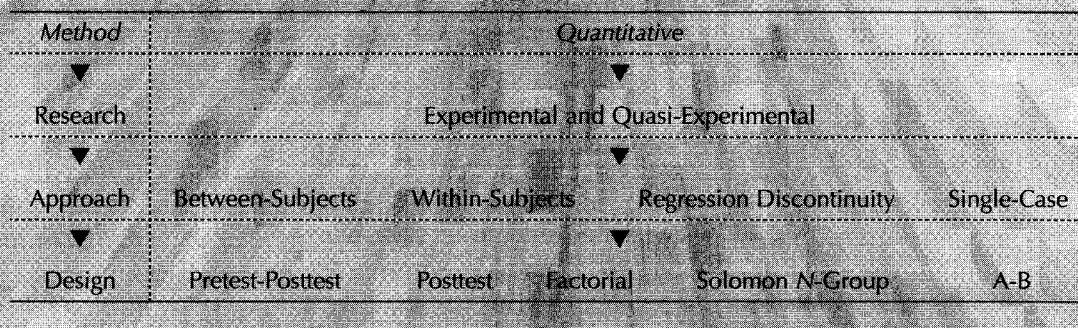 Method Quantitative
Research Experimental and Quasi-Experimental
Approach Between-Subjects Within-Subjects Regression Discontinuity Single-Case
Design Pretest-Posttest Posttest Factorial Solomon N-Group A-B